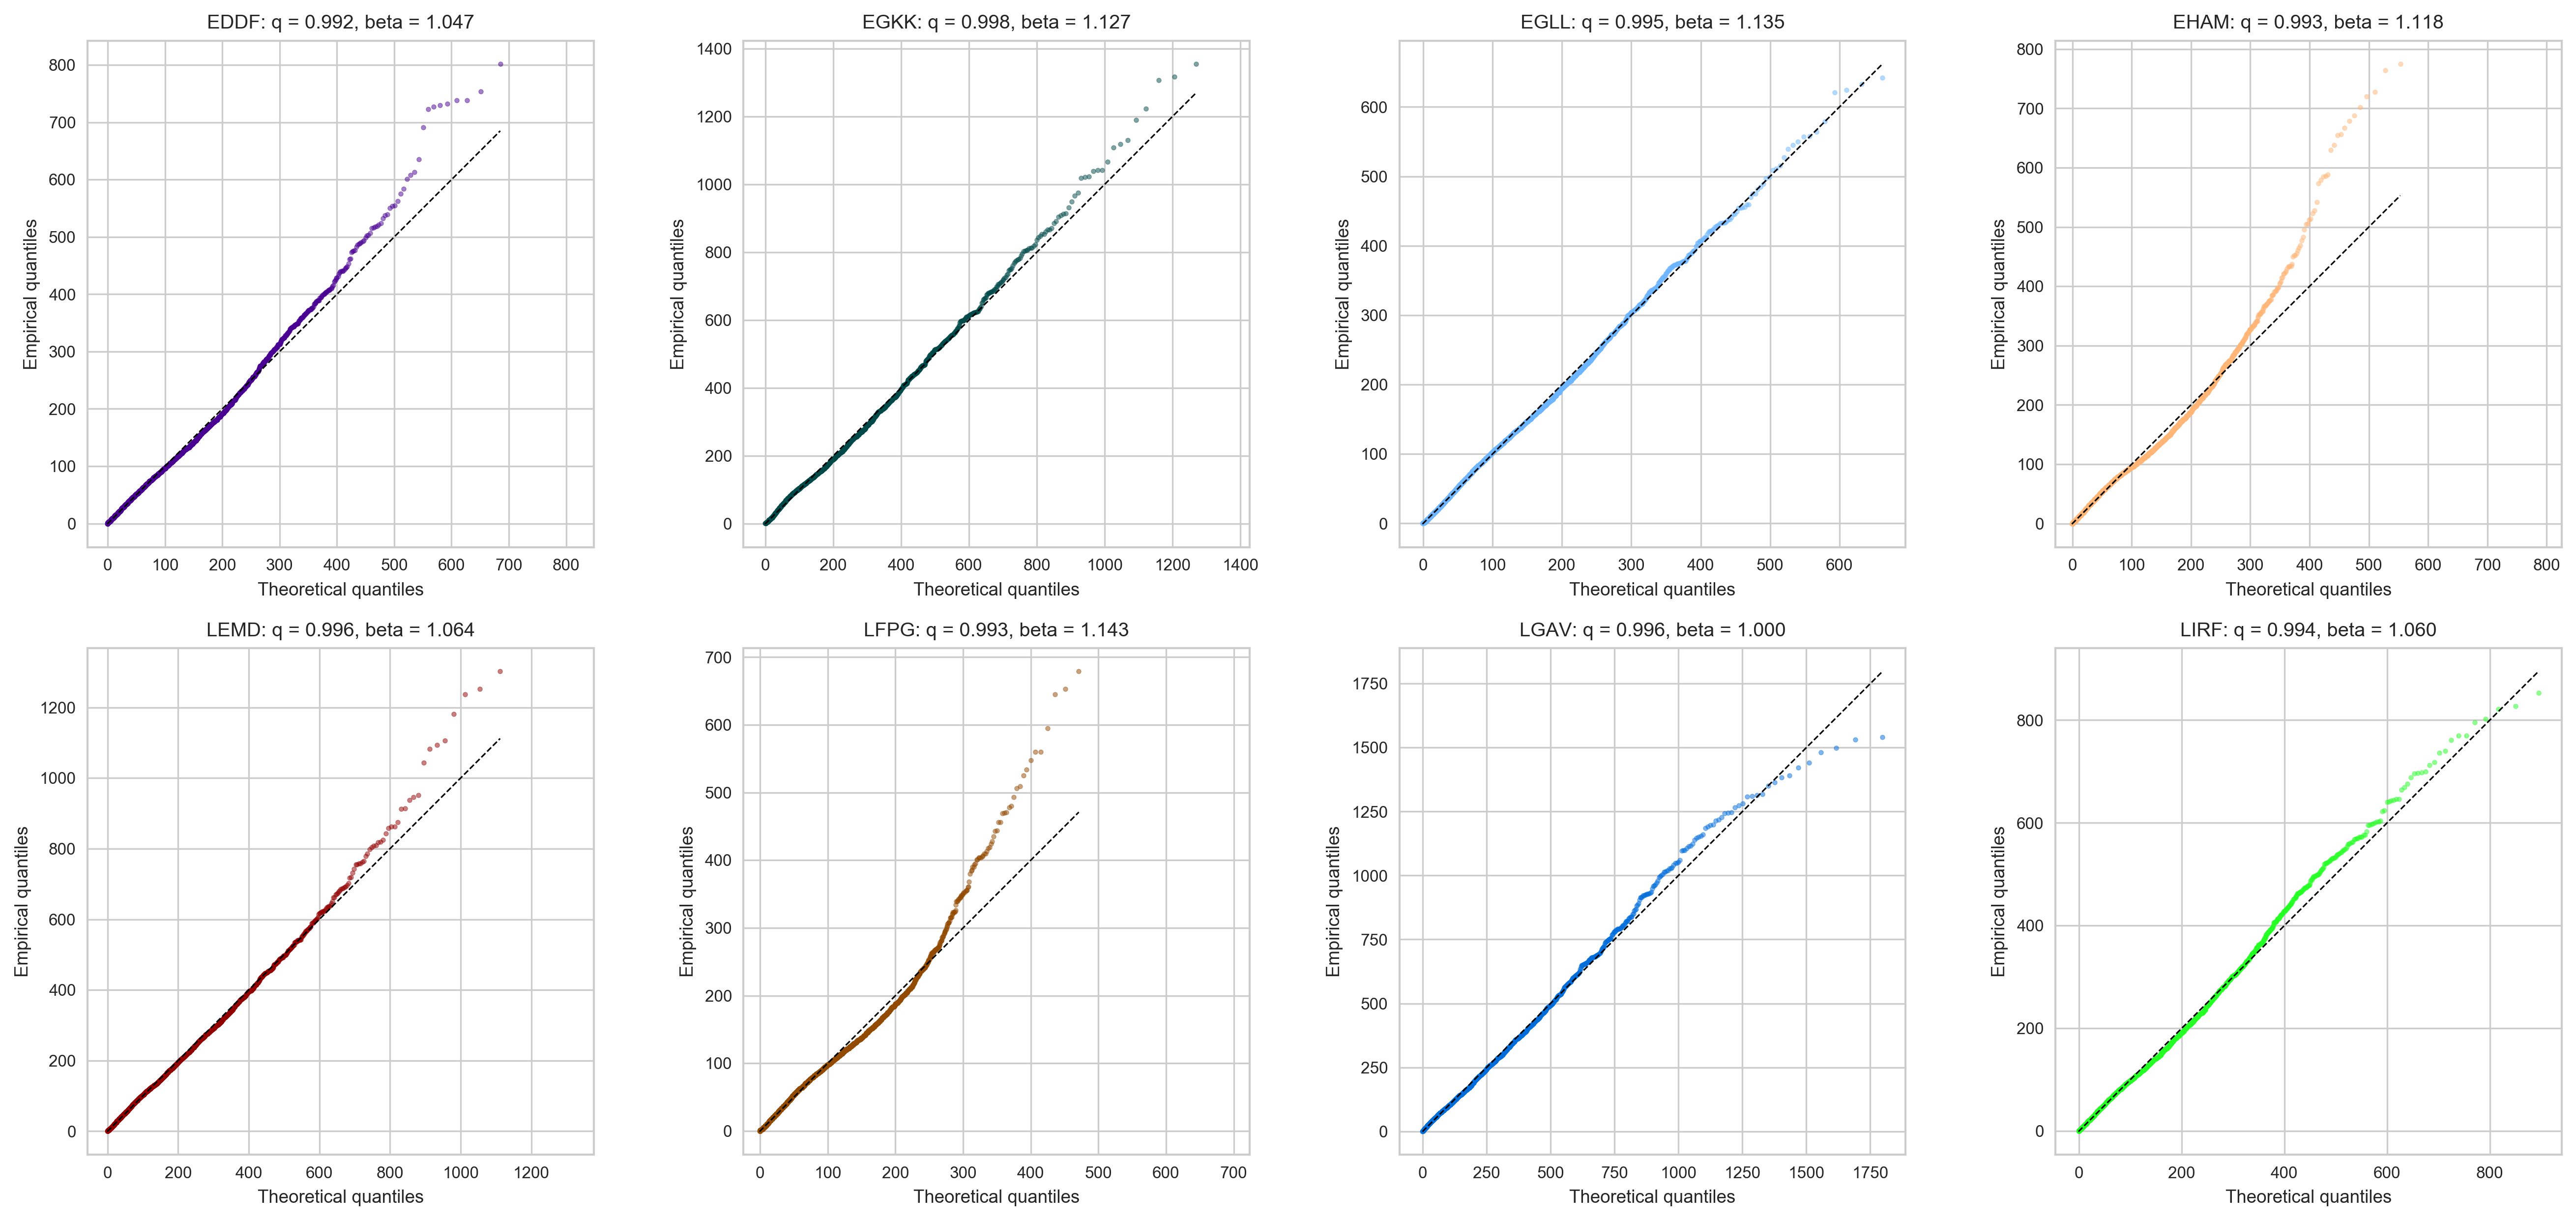 EDDF: q = 0.992, beta = 1.047
800
700
600
500
400
300
200
100
0
Empirical quantiles
0 100 200 300 400 500 600 700 800
Theoretical quantiles
EGKK: q = 0.998, beta = 1.127
1400
1200
1000
800
600
400
200
0
Empirical quantiles
0 200 400 600 800 1000 1200 1400
Theoretical quantiles
EGLL: q = 0.995, beta = 1.135
600
500
400
300
200
100
0
Empirical quantiles
0 100 200 300 400 500 600
Theoretical quantiles
EHAM: q = 0.993, beta = 1.118
800
700
600
500
400
300
200
100
0
Empirical quantiles
0 100 200 300 400 500 600 700 800
Theoretical quantiles
LEMD: q = 0.996, beta = 1.064
1200
1000
800
600
400
200
0
Empirical quantiles
0 200 400 600 800 1000 1200
Theoretical quantiles
LFPG: q = 0.993, beta = 1.143
700
600
500
400
300
200
100
0
Empirical quantiles
0 100 200 300 400 500 600 700
Theoretical quantiles
LGAV: q = 0.996, beta = 1.000
1750
1500
1250
1000
750
500
250
0
Empirical quantiles
0 250 500 750 1000 1250 1500 1750
Theoretical quantiles
LIRF: q = 0.994, beta = 1.060
800
600
400
200
0
Empirical quantiles
0 200 400 600 800
Theoretical quantiles